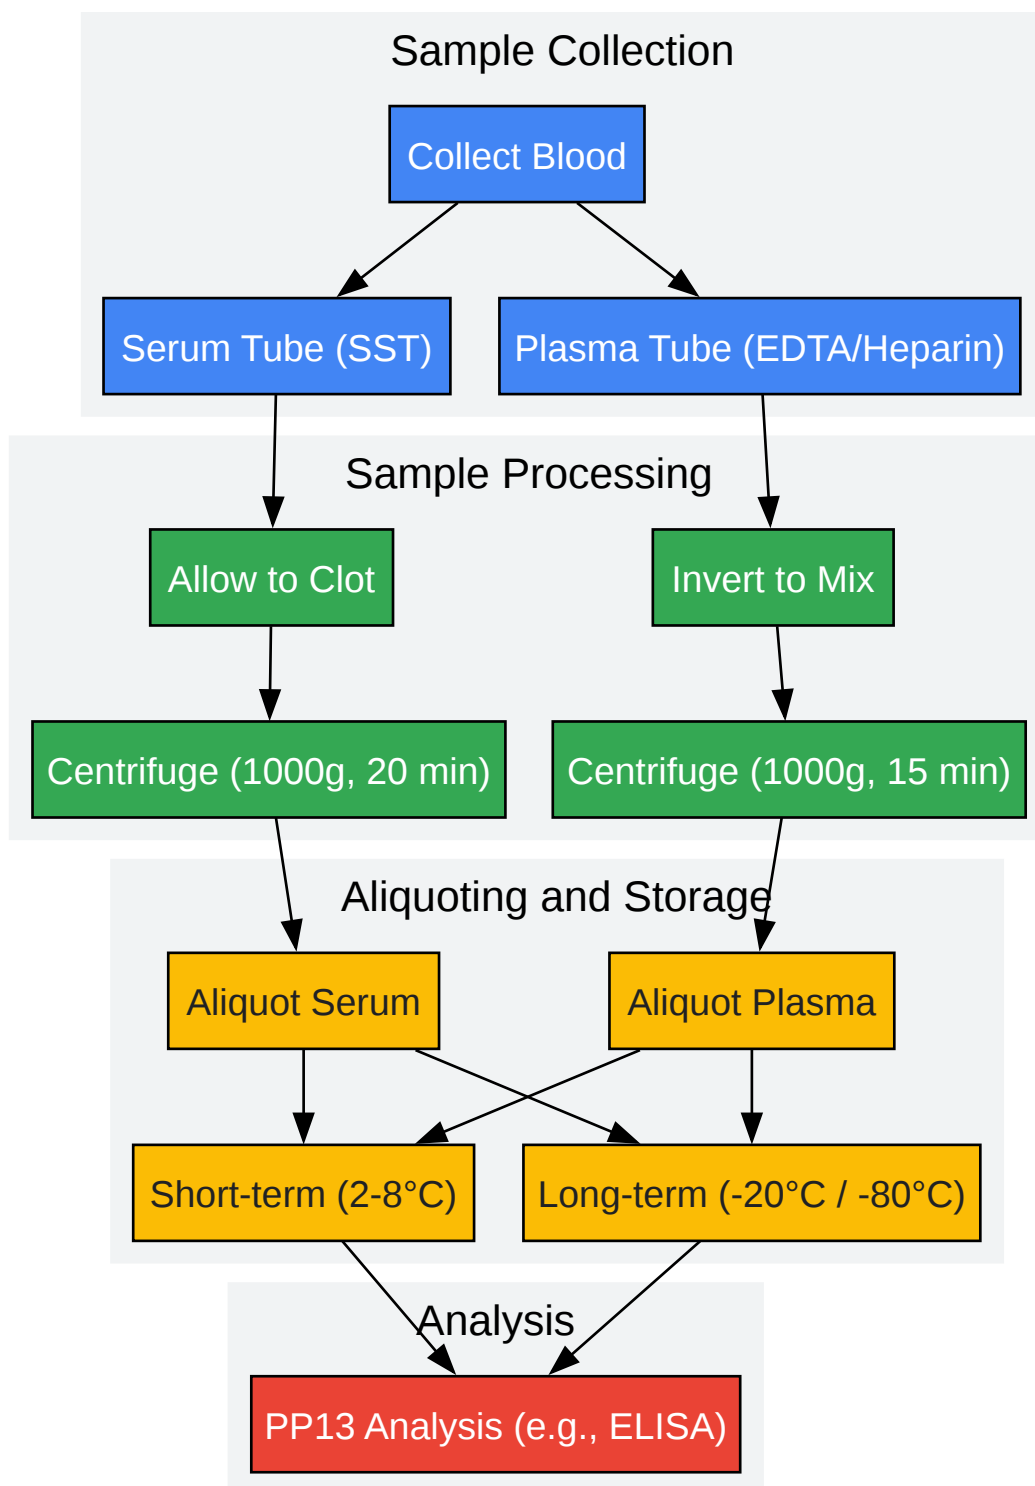 Sample Collection
Collect Blood
Serum Tube (SST)
Plasma Tube (EDTA/Heparin)
Sample Processing
Allow to Clot
Invert to Mix
Centrifuge (1000g, 20 min)
Centrifuge (1000g, 15 min)
Aliquoting and Storage
Aliquot Serum
Aliquot Plasma
Short-term (2-8°C)
Long-term (-20°C / -80°C)
Analysis
PP13 Analysis (e.g., ELISA)